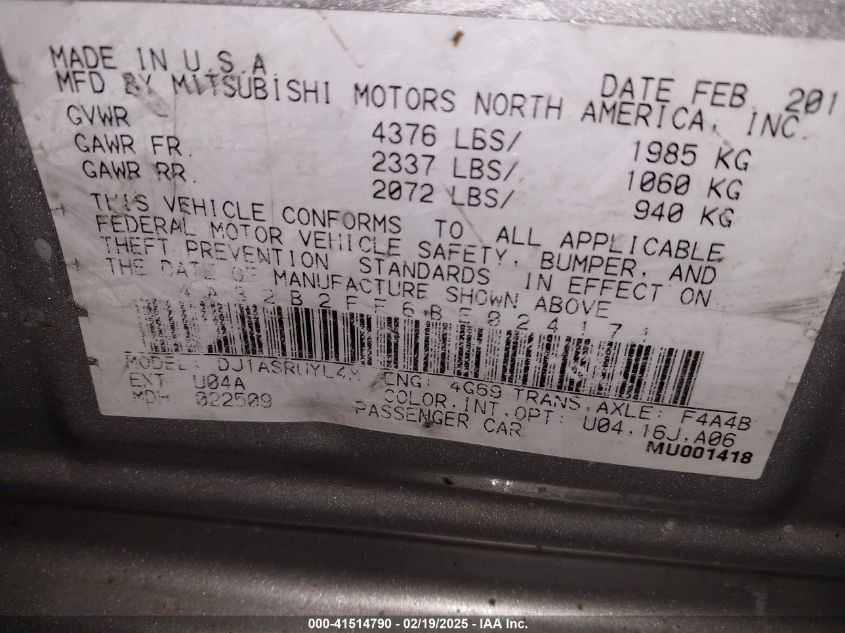 MADE IN U.S.A DATE FEB. 201
MFD BY MITSUBISHI MOTORS NORTH AMERICA, INC.
GVWR 4376 LBS/ 1985 KG
GAWR FR. 2337 LBS/ 1060 KG
GAWR RR. 2072 LBS/ 940 KG
THIS VEHICLE CONFORMS TO ALL APPLICABLE
FEDERAL MOTOR VEHICLE SAFETY, BUMPER, AND
THEFT PREVENTION STANDARDS IN EFFECT ON
THE DATE OF MANUFACTURE SHOWN ABOVE
MODEL: ENG: 4G69 TRANS, AXLE: F4A4B
EXT U04A COLOR, INT, OPT: U04,16J,A06
MDH 022509 PASSENGER CAR
MU001418
000-41514790 - 02/19/2025 - IAA Inc.